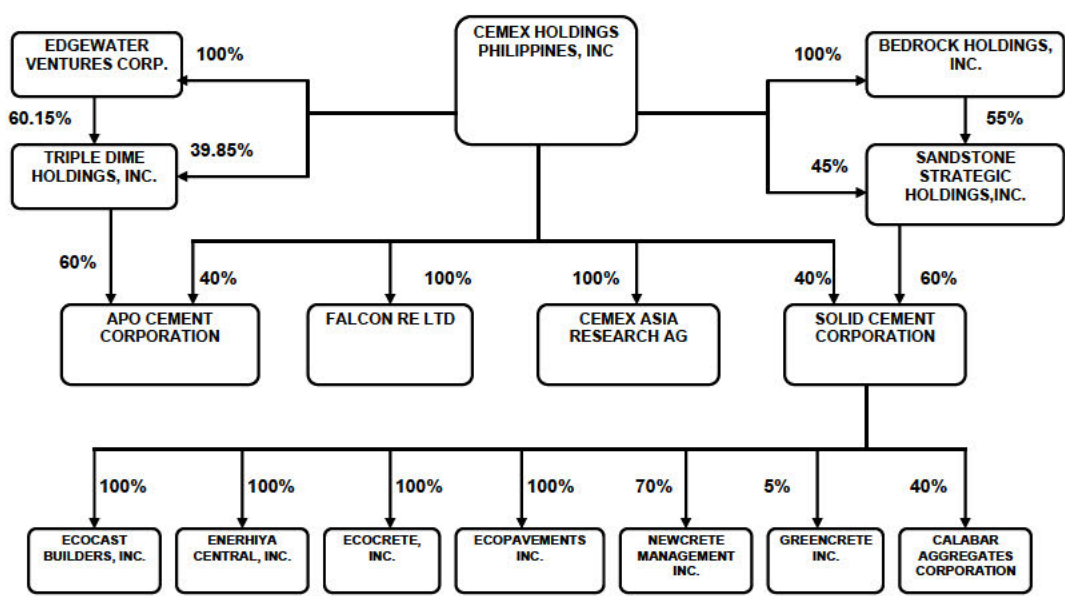 CEMEX HOLDINGS
PHILIPPINES, INC
EDGEWATER
VENTURES CORP.
100%
100%
BEDROCK HOLDINGS,
INC.
60.15%
55%
TRIPLE DIME
HOLDINGS, INC.
39.85%
45%
SANDSTONE
STRATEGIC
HOLDINGS,INC.
60%
40%
100%
100%
40%
60%
APO CEMENT
CORPORATION
FALCON RE LTD
CEMEX ASIA
RESEARCH AG
SOLID CEMENT
CORPORATION
100%
100%
100%
100%
70%
5%
40%
ECOCAST
BUILDERS, INC.
ENERHIYA
CENTRAL, INC.
ECOCRETE,
INC.
ECOPAVEMENTS
INC.
NEWCRETE
MANAGEMENT
INC.
GREENCRETE
INC.
CALABAR
AGGREGATES
CORPORATION